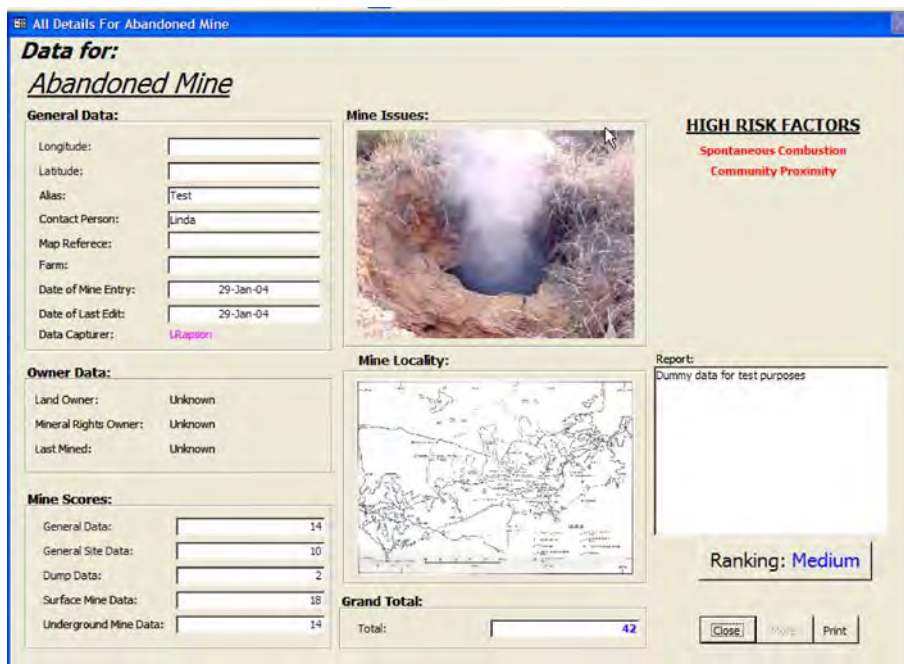 All Details For Abandoned Mine
Data for:
Abandoned Mine
General Data:
Longitude:
Latitude:
Alias: Test
Contact Person: Linda
Map Referece:
Farm:
Date of Mine Entry: 29-Jan-04
Date of Last Edit: 29-Jan-04
Data Capturer: LRapson
Owner Data:
Land Owner: Unknown
Mineral Rights Owner: Unknown
Last Mined: Unknown
Mine Scores:
General Data: 14
General Site Data: 10
Dump Data: 2
Surface Mine Data: 18
Underground Mine Data: 14
Mine Issues:
Mine Locality:
Grand Total:
Total: 42
HIGH RISK FACTORS
Spontaneous Combustion
Community Proximity
Report:
Dummy data for test purposes
Ranking: Medium
Close More Print